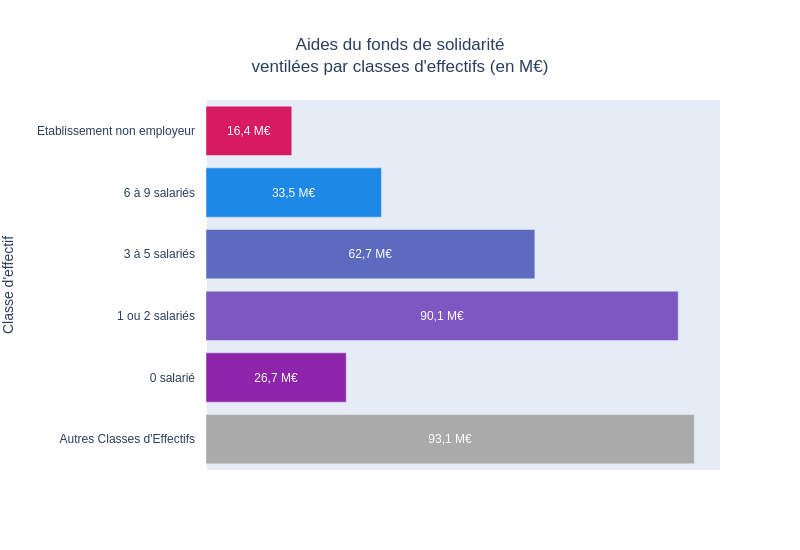 Aides du fonds de solidarité
ventilées par classes d'effectifs (en M€)
Classe d'effectif
Etablissement non employeur
16,4 M€
6 à 9 salariés
33,5 M€
3 à 5 salariés
62,7 M€
1 ou 2 salariés
90,1 M€
0 salarié
26,7 M€
Autres Classes d'Effectifs
93,1 M€